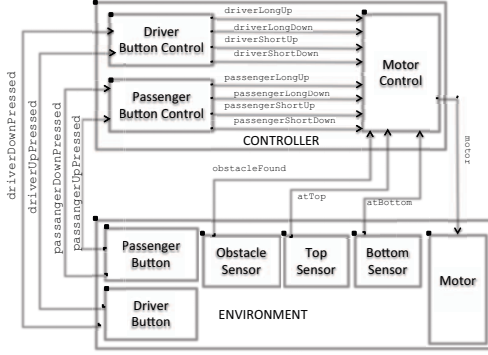 driverLongUp
driverLongDown
driverShortUp
driverShortDown
Driver
Button Control
Motor
Control
passengerLongUp
passengerLongDown
passengerShortUp
passengerShortDown
Passenger
Button Control
CONTROLLER
driverDownPressed
driverUpPressed
passangerDownPressed
passangerUpPressed
motor
obstacleFound
atTop
atBottom
Passenger
Button
Obstacle
Sensor
Top
Sensor
Bottom
Sensor
Motor
Driver
Button
ENVIRONMENT